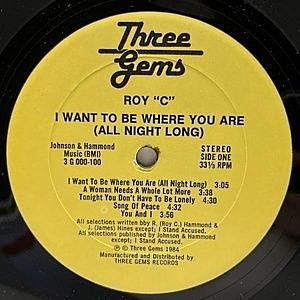 Three
Gems
ROY "C"
I WANT TO BE WHERE YOU ARE
(ALL NIGHT LONG)
Johnson & Hammond
Music (BMI)
3 G 000-100
STEREO
SIDE ONE
33⅓ RPM
I Want To Be Where You Are (All Night Long) 3:05
A Woman Needs A Whole Lot More 3:38
Tonight You Don't Have To Be Lonely 4:30
Song Of Peace 4:32
You And I 3:56
All selections written by R. (Roy C.) Hammond &
J. (James) Hines except; I Stand Accused.
All selections published by Johnson & Hammond
except; I Stand Accused.
℗ © Three Gems 1984
Manufactured and Distributed by
THREE GEMS RECORDS